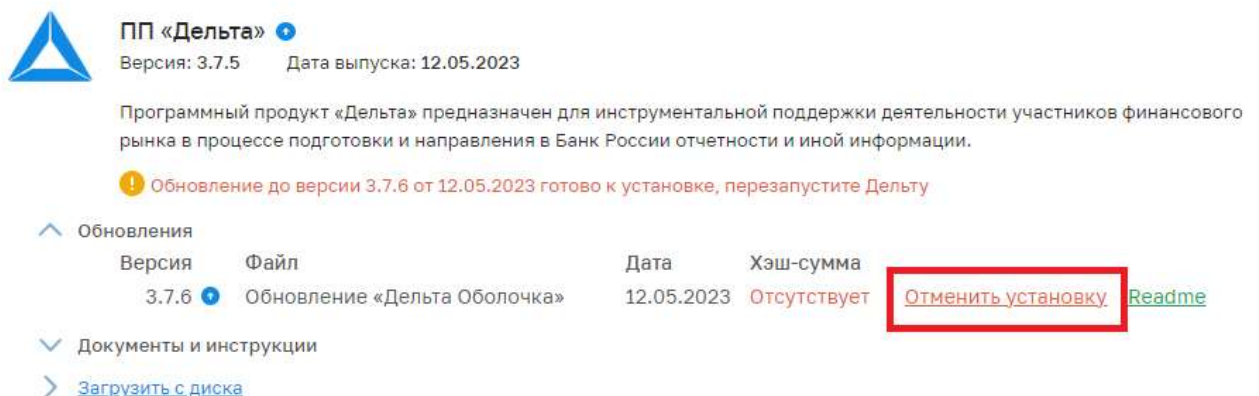 ПП «Дельта»
Версия: 3.7.5 Дата выпуска: 12.05.2023
Программный продукт «Дельта» предназначен для инструментальной поддержки деятельности участников финансового
рынка в процессе подготовки и направления в Банк России отчетности и иной информации.
Обновление до версии 3.7.6 от 12.05.2023 готово к установке, перезапустите Дельту
Обновления
Версия Файл Дата Хэш-сумма
3.7.6 Обновление «Дельта Оболочка» 12.05.2023 Отсутствует Отменить установку Readme
Документы и инструкции
Загрузить с диска